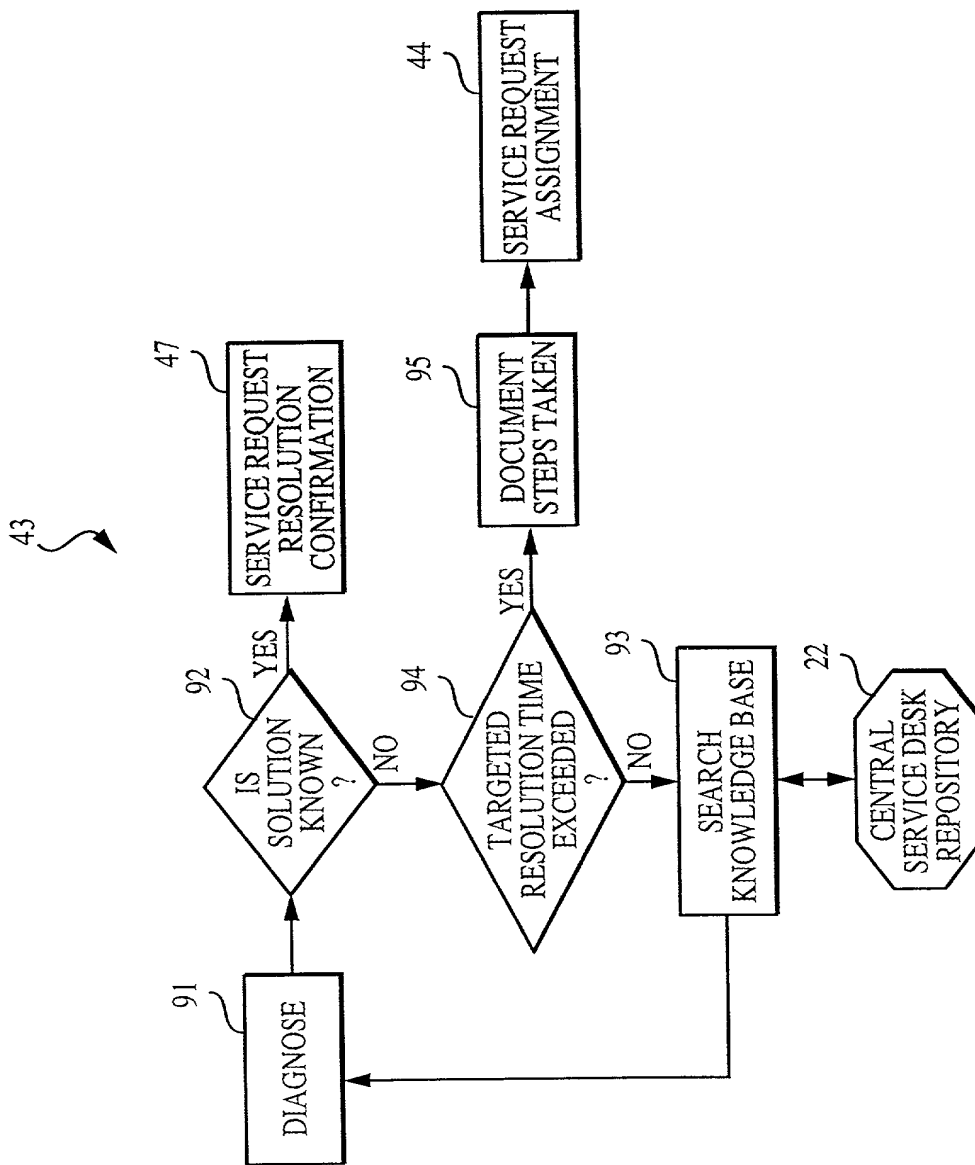 43
91
DIAGNOSE
92
IS
SOLUTION
KNOWN
?
YES
47
SERVICE REQUEST
RESOLUTION
CONFIRMATION
NO
94
TARGETED
RESOLUTION TIME
EXCEEDED
?
YES
95
DOCUMENT
STEPS TAKEN
44
SERVICE REQUEST
ASSIGNMENT
NO
93
SEARCH
KNOWLEDGE BASE
22
CENTRAL
SERVICE DESK
REPOSITORY